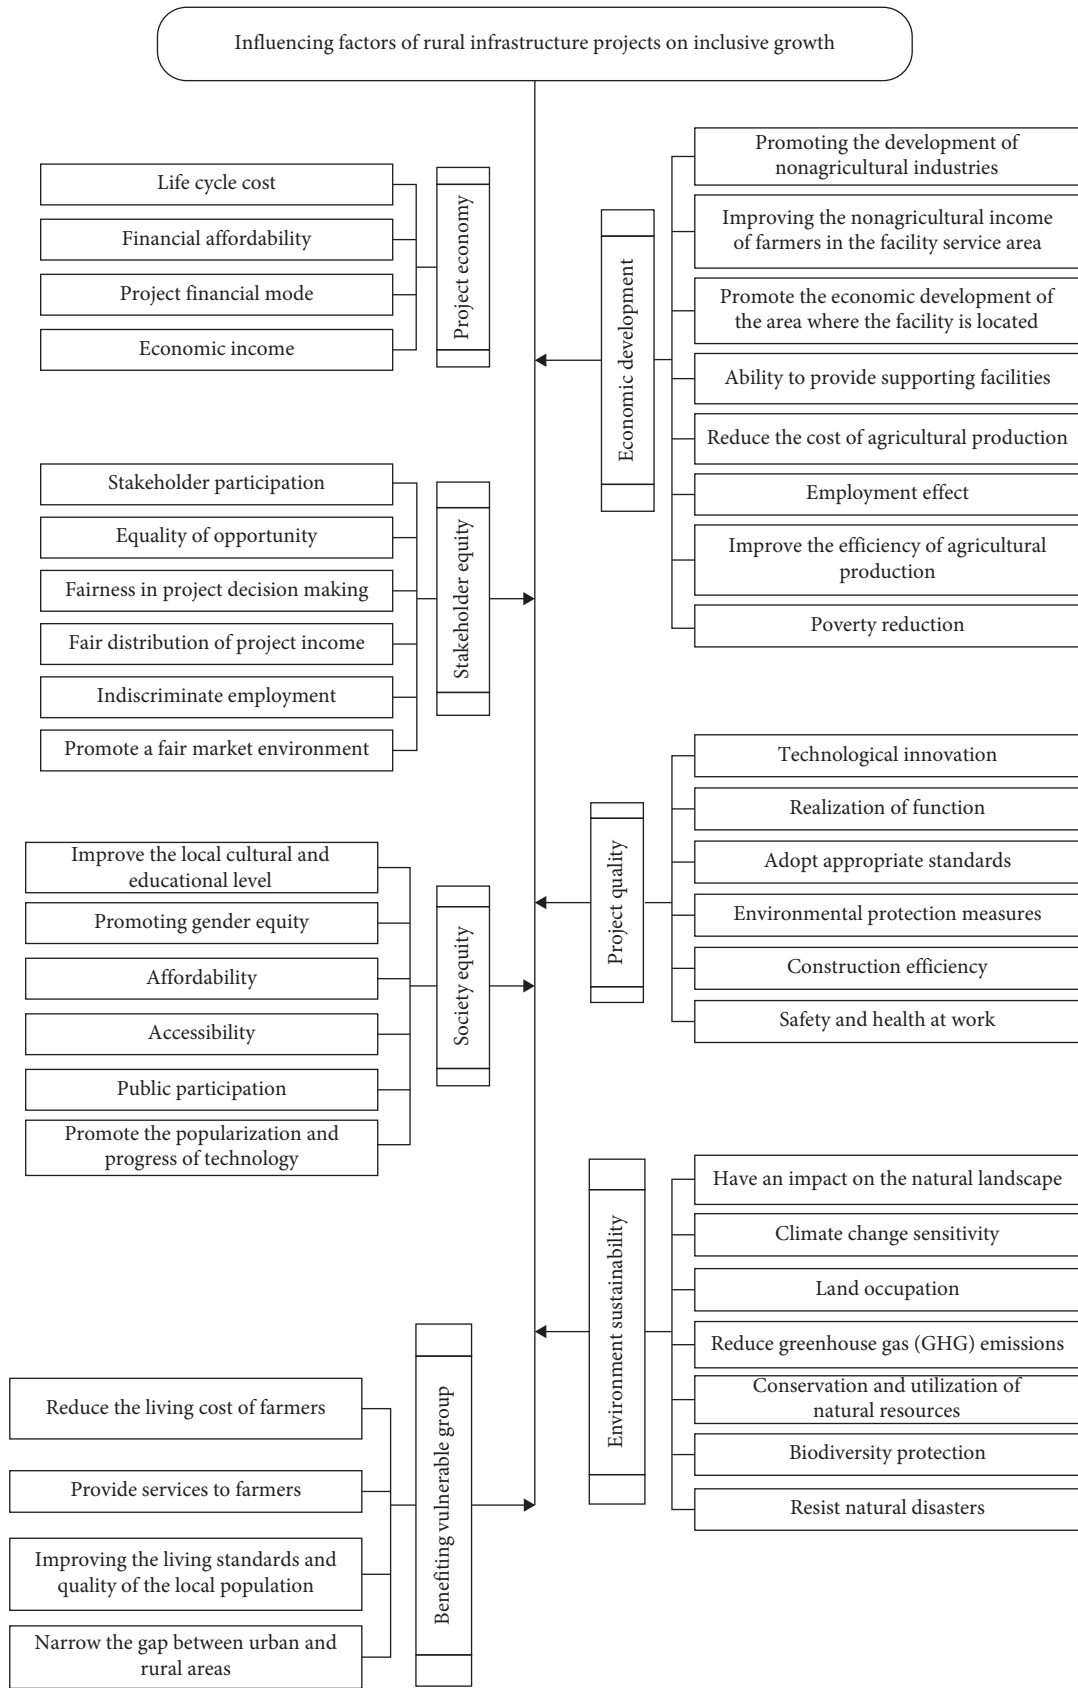 Influencing factors of rural infrastructure projects on inclusive growth
Life cycle cost
Financial affordability
Project financial mode
Economic income
Project economy
Stakeholder participation
Equality of opportunity
Fairness in project decision making
Fair distribution of project income
Indiscriminate employment
Promote a fair market environment
Stakeholder equity
Improve the local cultural and
educational level
Promoting gender equity
Affordability
Accessibility
Public participation
Promote the popularization and
progress of technology
Society equity
Reduce the living cost of farmers
Provide services to farmers
Improving the living standards and
quality of the local population
Narrow the gap between urban and
rural areas
Benefiting vulnerable group
Economic development
Promoting the development of
nonagricultural industries
Improving the nonagricultural income
of farmers in the facility service area
Promote the economic development of
the area where the facility is located
Ability to provide supporting facilities
Reduce the cost of agricultural production
Employment effect
Improve the efficiency of agricultural
production
Poverty reduction
Project quality
Technological innovation
Realization of function
Adopt appropriate standards
Environmental protection measures
Construction efficiency
Safety and health at work
Environment sustainability
Have an impact on the natural landscape
Climate change sensitivity
Land occupation
Reduce greenhouse gas (GHG) emissions
Conservation and utilization of
natural resources
Biodiversity protection
Resist natural disasters